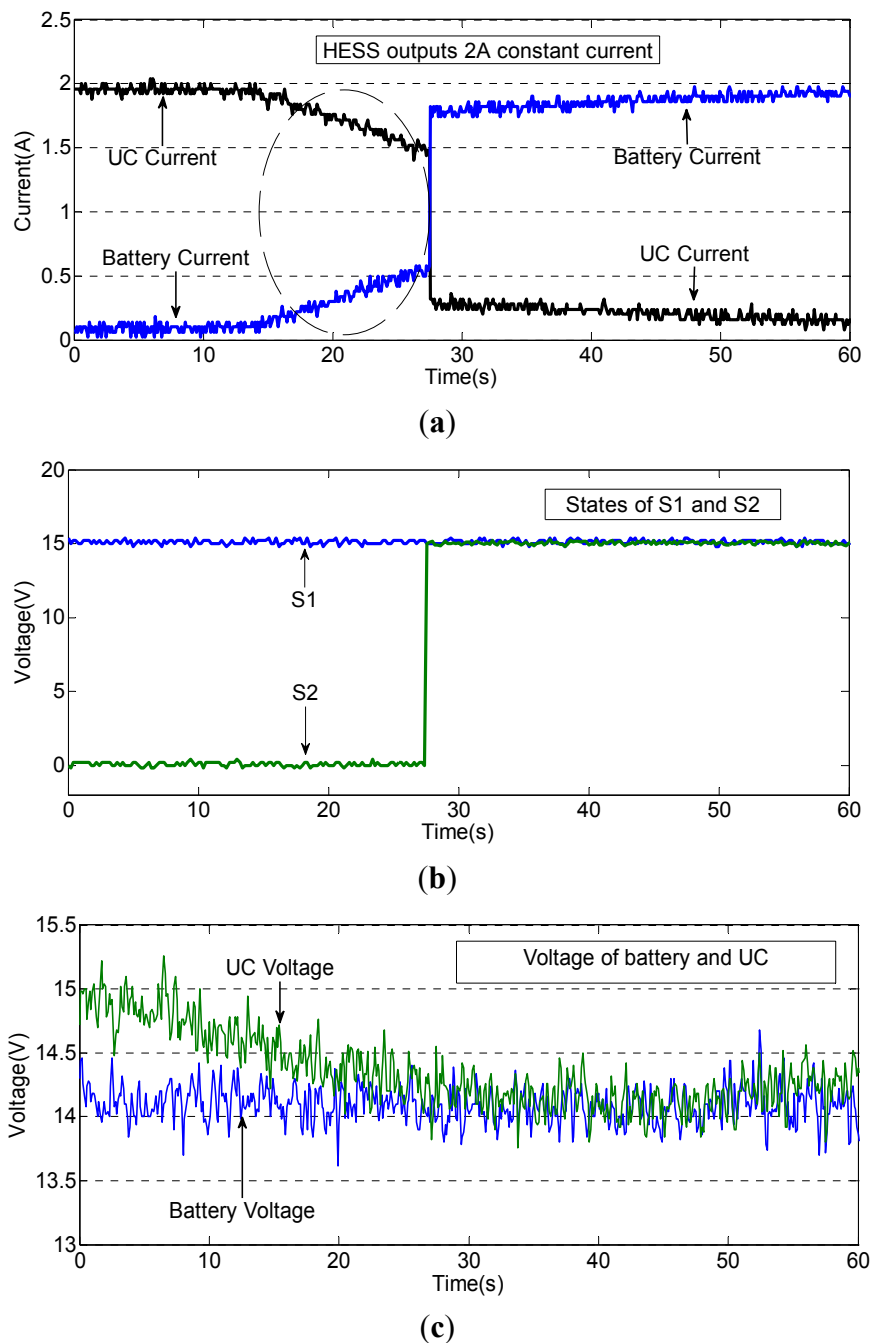 HESS outputs 2A constant current
2.5
2
1.5
1
0.5
0
Current(A)
UC Current
Battery Current
Battery Current
UC Current
0 10 20 30 40 50 60
Time(s)
(a)
States of S1 and S2
20
15
10
5
0
Voltage(V)
S1
S2
0 10 20 30 40 50 60
Time(s)
(b)
Voltage of battery and UC
15.5
15
14.5
14
13.5
13
Voltage(V)
UC Voltage
Battery Voltage
0 10 20 30 40 50 60
Time(s)
(c)